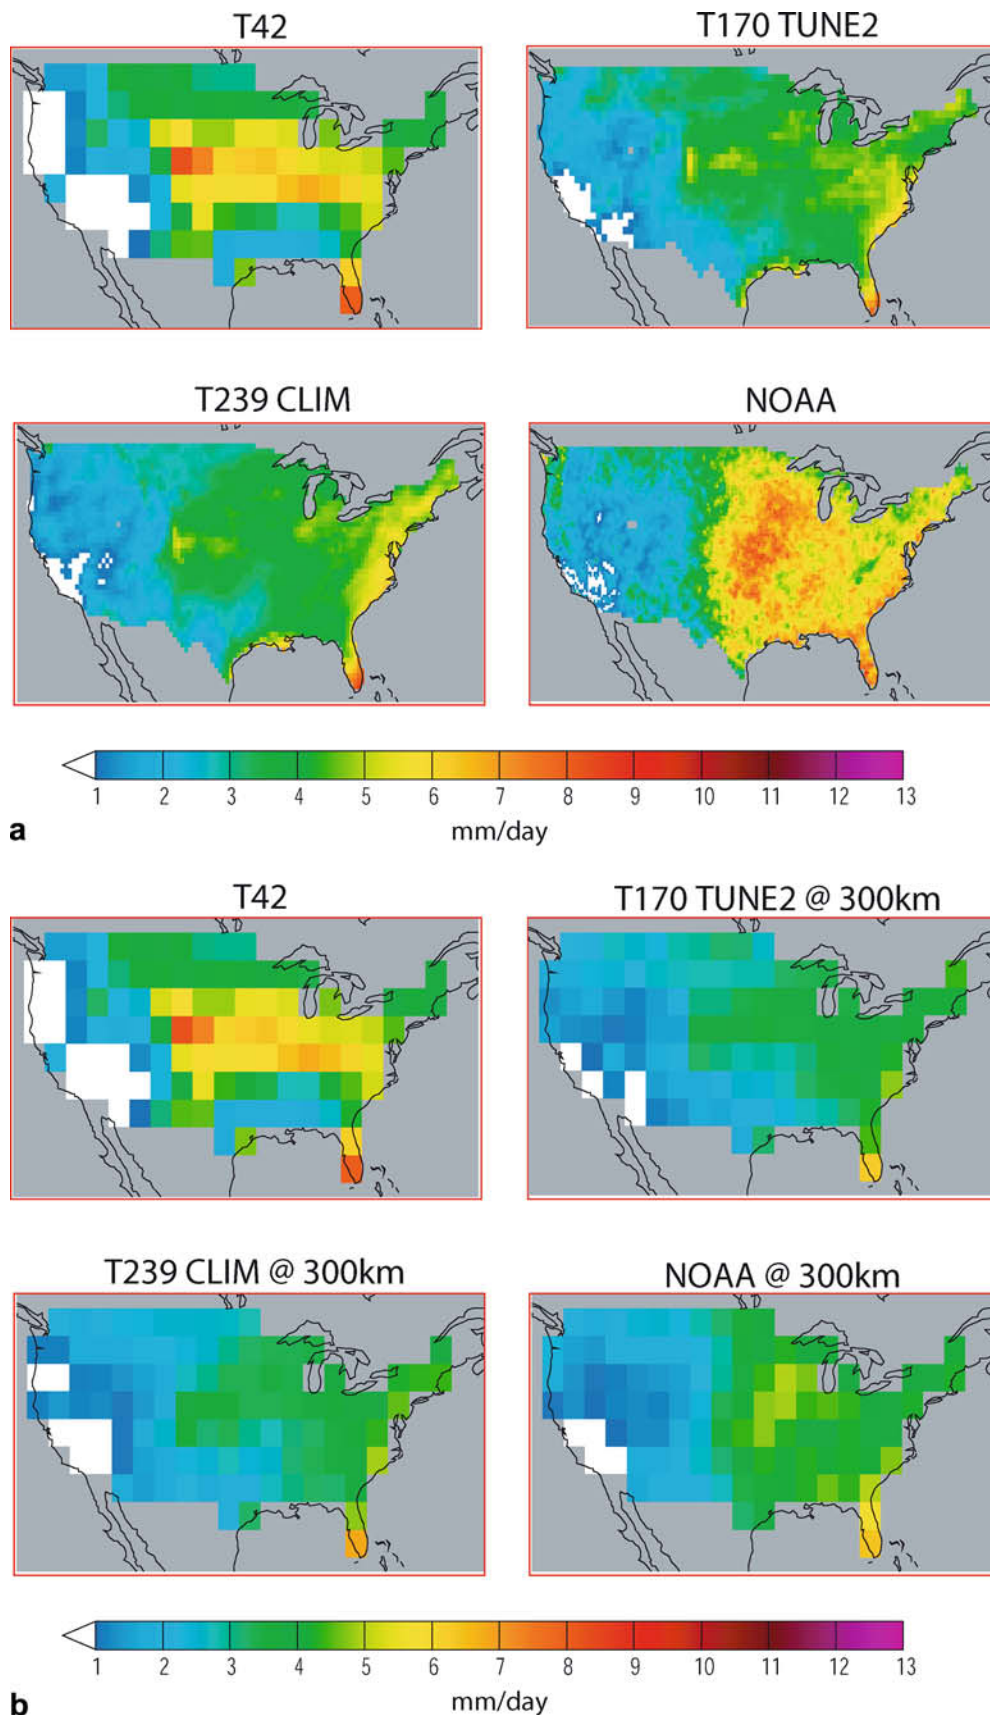 T42
T170 TUNE2
T239 CLIM
NOAA
1 2 3 4 5 6 7 8 9 10 11 12 13
mm/day
a
T42
T170 TUNE2 @ 300km
T239 CLIM @ 300km
NOAA @ 300km
1 2 3 4 5 6 7 8 9 10 11 12 13
mm/day
b